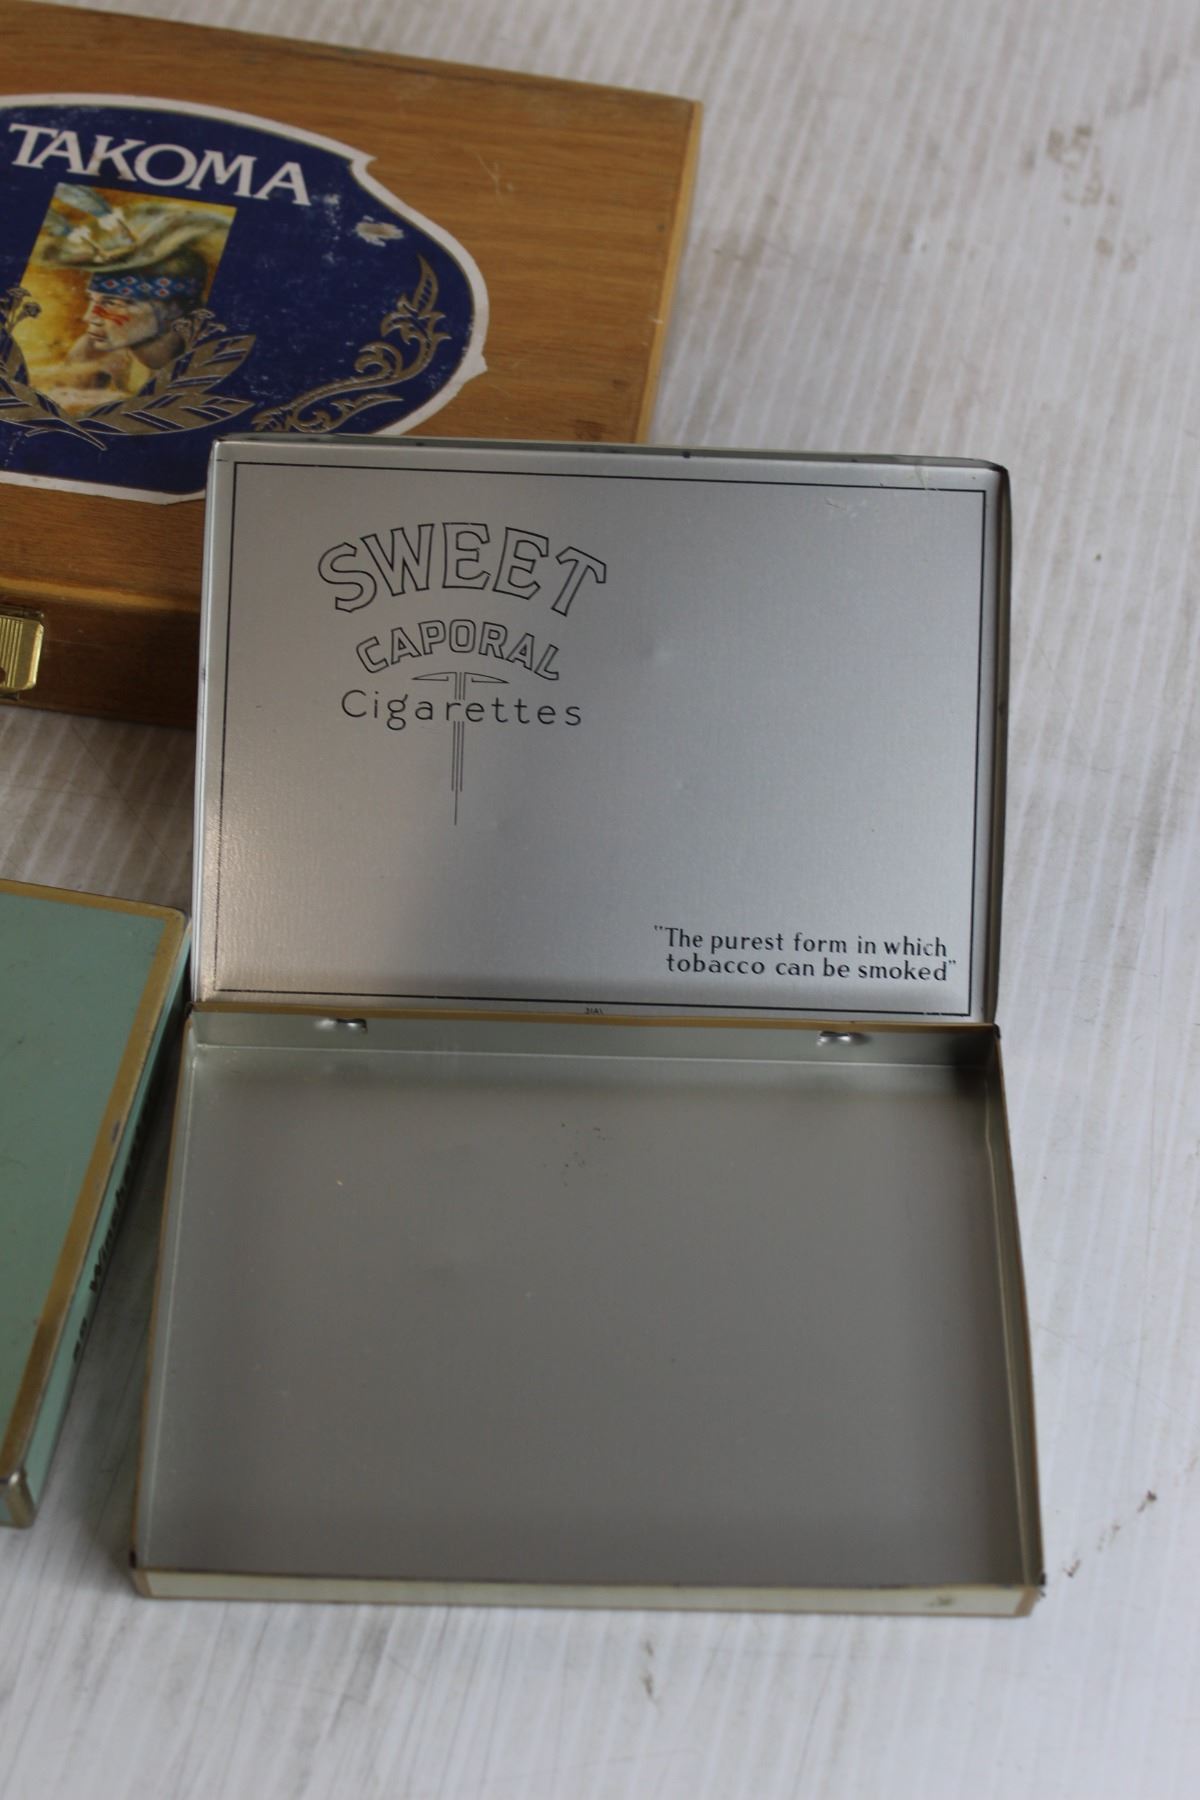 TAKOMA
SWEET
CAPORAL
Cigarettes
"The purest form in which
tobacco can be smoked"